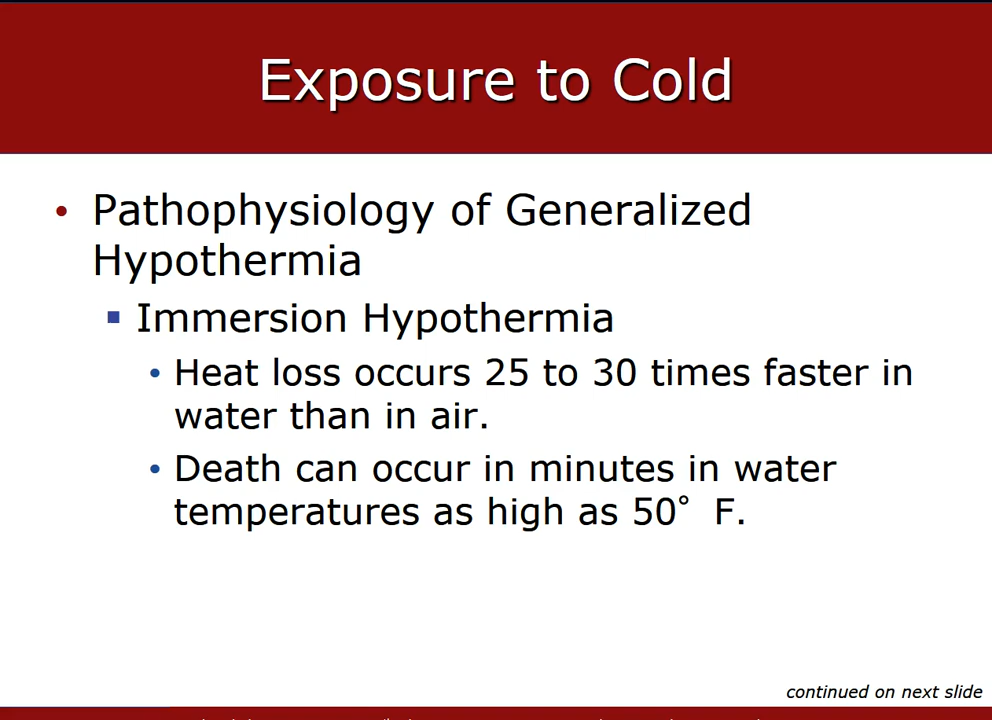 Exposure to Cold
• Pathophysiology of Generalized
Hypothermia
▪ Immersion Hypothermia
• Heat loss occurs 25 to 30 times faster in
water than in air.
• Death can occur in minutes in water
temperatures as high as 50° F.
continued on next slide